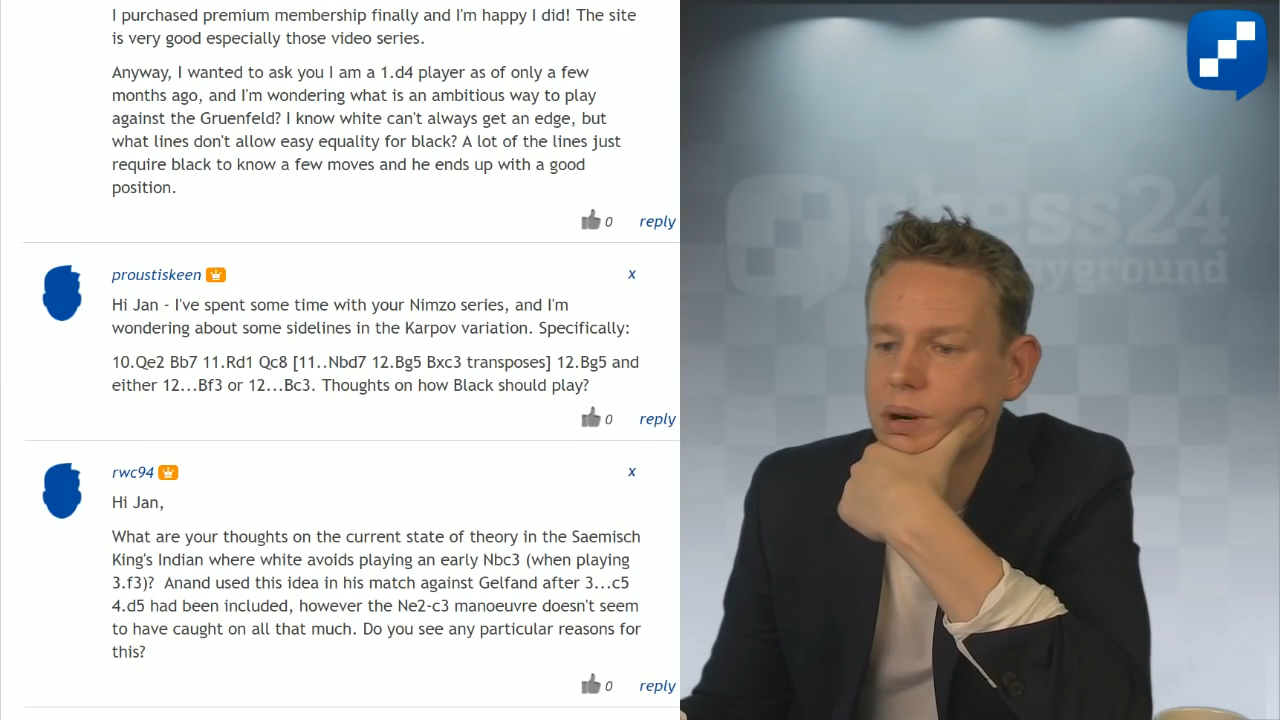 I purchased premium membership finally and I'm happy I did! The site
is very good especially those video series.
Anyway, I wanted to ask you I am a 1.d4 player as of only a few
months ago, and I'm wondering what is an ambitious way to play
against the Gruenfeld? I know white can't always get an edge, but
what lines don't allow easy equality for black? A lot of the lines just
require black to know a few moves and he ends up with a good
position.
0 reply
proustiskeen x
Hi Jan - I've spent some time with your Nimzo series, and I'm
wondering about some sidelines in the Karpov variation. Specifically:
10.Qe2 Bb7 11.Rd1 Qc8 [11..Nbd7 12.Bg5 Bxc3 transposes] 12.Bg5 and
either 12...Bf3 or 12...Bc3. Thoughts on how Black should play?
0 reply
rwc94 x
Hi Jan,
What are your thoughts on the current state of theory in the Saemisch
King's Indian where white avoids playing an early Nbc3 (when playing
3.f3)? Anand used this idea in his match against Gelfand after 3...c5
4.d5 had been included, however the Ne2-c3 manoeuvre doesn't seem
to have caught on all that much. Do you see any particular reasons for
this?
0 reply
chess24